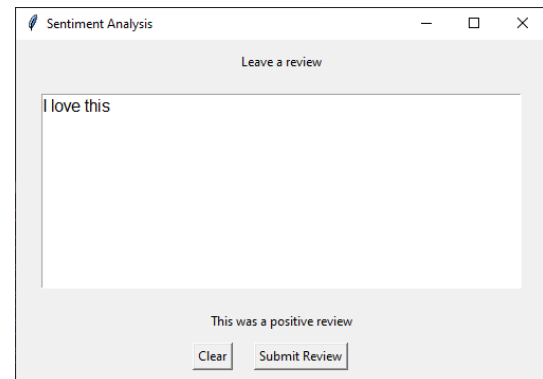 Sentiment Analysis
Leave a review
I love this
This was a positive review
Clear Submit Review